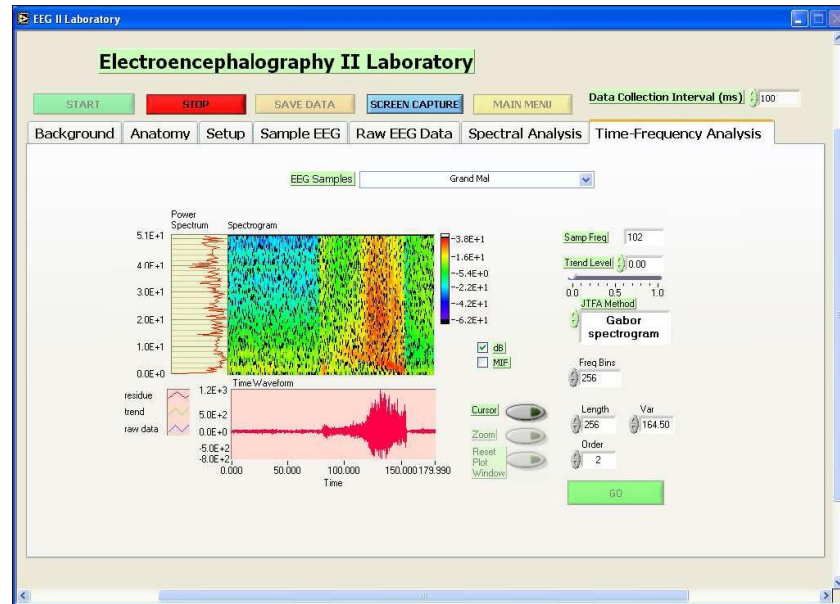 EEG II Laboratory
Electroencephalography II Laboratory
START STOP SAVE DATA SCREEN CAPTURE MAIN MENU Data Collection Interval (ms) 100
Background Anatomy Setup Sample EEG Raw EEG Data Spectral Analysis Time-Frequency Analysis
EEG Samples Grand Mal
Power
Spectrum Spectrogram
5.1E+1
4.0E+1
3.0E+1
2.0E+1
1.0E+1
0.0E+0
-3.8E+1
-1.6E+1
-5.4E+0
-2.2E+1
-4.2E+1
-6.2E+1
Samp Freq 102
Trend Level 0.00
0.0 0.5 1.0
JTFA Method
Gabor
spectrogram
dB
MIF
Freq Bins
256
Time Waveform
residue
trend
raw data
1.2E+3
5.0E+2
0.0E+0
-5.0E+2
-8.0E+2
0.000 50.000 100.000 150.000 179.990
Time
Cursor
Zoom
Reset
Plot
Window
Length Var
256 164.50
Order
2
GO